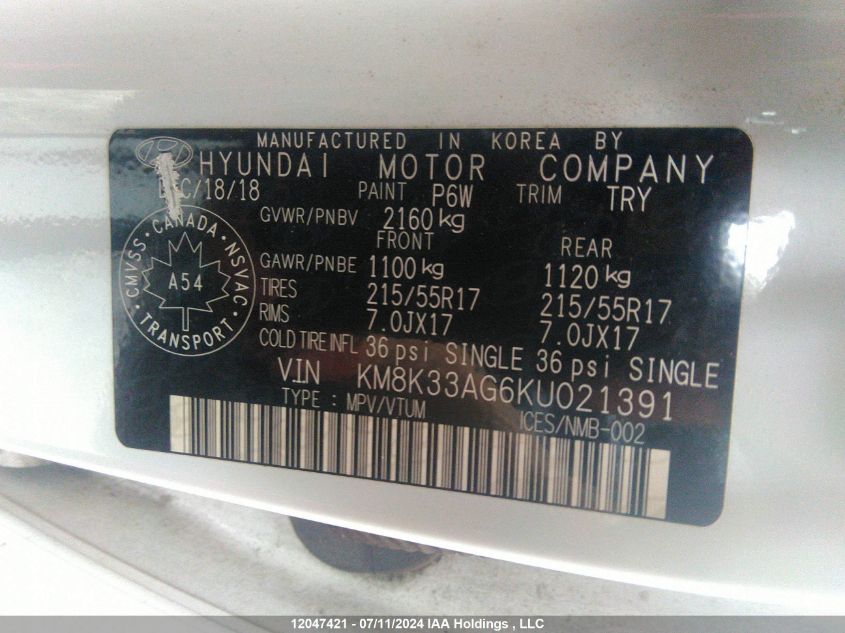 MANUFACTURED IN KOREA BY
HYUNDAI MOTOR COMPANY
DEC/18/18 PAINT P6W TRIM TRY
GVWR/PNBV 2160 kg
FRONT REAR
GAWR/PNBE 1100 kg 1120 kg
TIRES 215/55R17 215/55R17
RIMS 7.0JX17 7.0JX17
COLD TIRE INFL 36 psi SINGLE 36 psi SINGLE
VIN KM8K33AG6KU021391
TYPE : MPV/VTUM ICES/NMB-002
CMVSS · CANADA · NSVAC · TRANSPORT ·
A54
12047421 - 07/11/2024 IAA Holdings , LLC